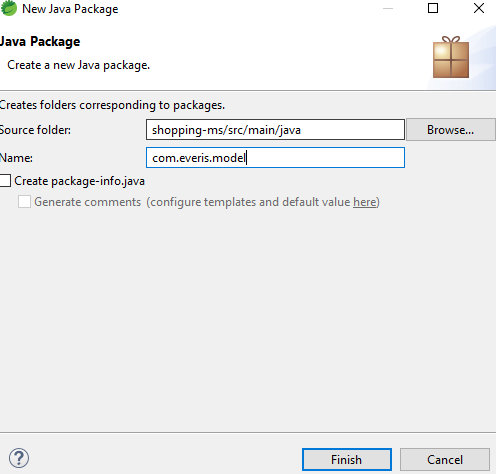 New Java Package
Java Package
Create a new Java package.
Creates folders corresponding to packages.
Source folder: shopping-ms/src/main/java Browse...
Name: com.everis.model
Create package-info.java
Generate comments (configure templates and default value here)
? Finish Cancel